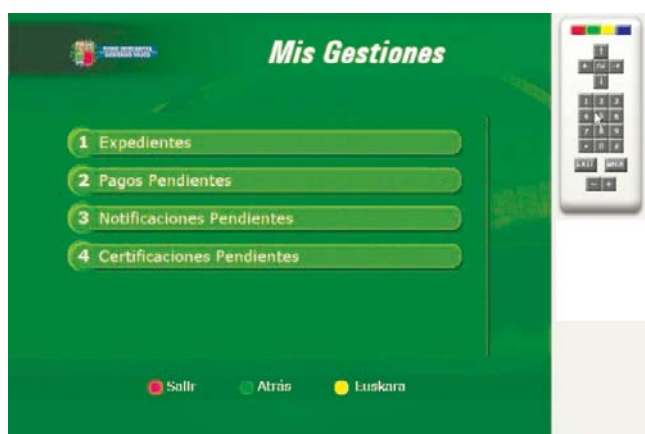 Mis Gestiones
1 Expedientes
2 Pagos Pendientes
3 Notificaciones Pendientes
4 Certificaciones Pendientes
Salir
Atrás
Euskara
EXIT
BACK